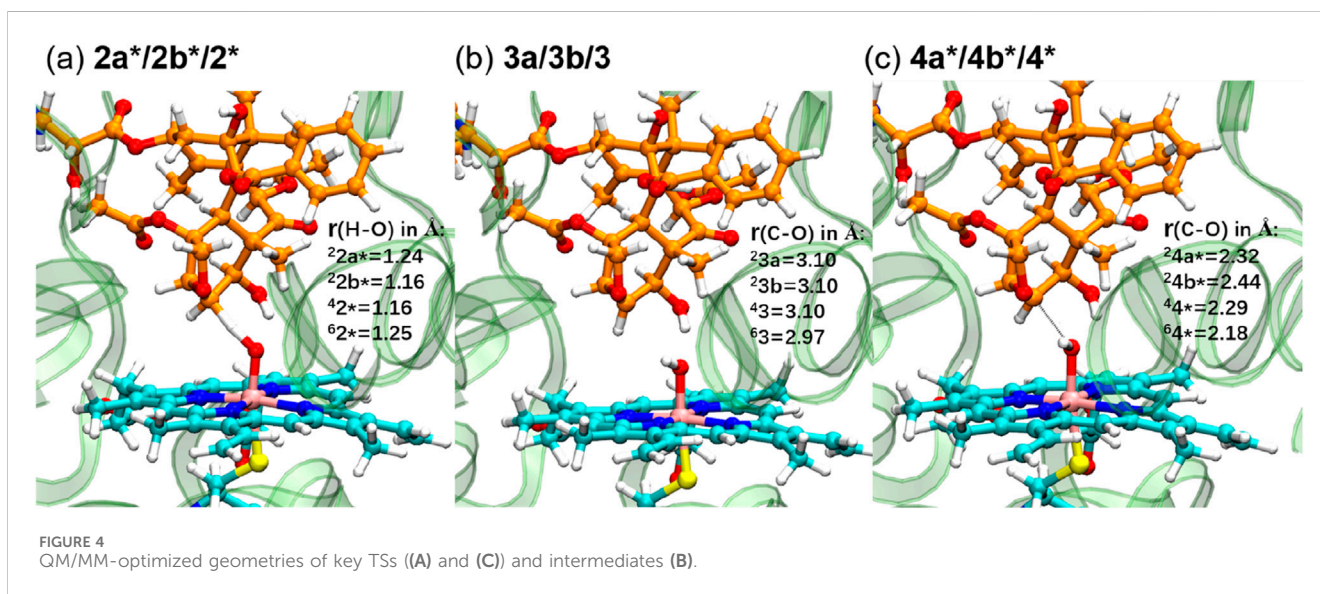 (a) 2a*/2b*/2*
r(H-O) in Å:
²2a*=1.24
²2b*=1.16
⁴2*=1.16
⁶2*=1.25
(b) 3a/3b/3
r(C-O) in Å:
²3a=3.10
²3b=3.10
⁴3=3.10
⁶3=2.97
(c) 4a*/4b*/4*
r(C-O) in Å:
²4a*=2.32
²4b*=2.44
⁴4*=2.29
⁶4*=2.18
FIGURE 4
QM/MM-optimized geometries of key TSs ((A) and (C)) and intermediates (B).